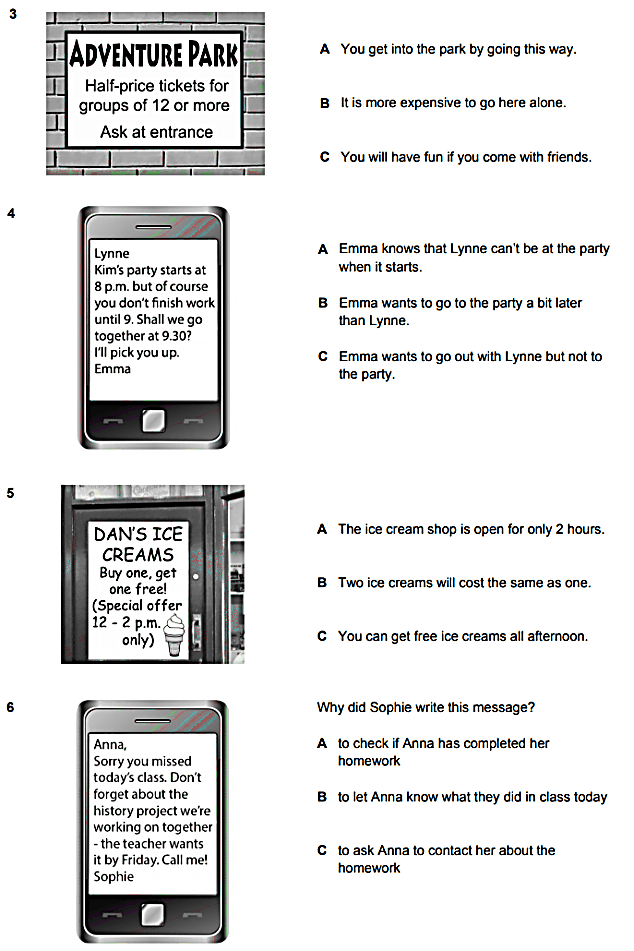 3
ADVENTURE PARK
Half-price tickets for
groups of 12 or more
Ask at entrance
A You get into the park by going this way.
B It is more expensive to go here alone.
C You will have fun if you come with friends.
4
Lynne
Kim's party starts at
8 p.m. but of course
you don't finish work
until 9. Shall we go
together at 9.30?
I'll pick you up.
Emma
A Emma knows that Lynne can't be at the party
when it starts.
B Emma wants to go to the party a bit later
than Lynne.
C Emma wants to go out with Lynne but not to
the party.
5
DAN'S ICE
CREAMS
Buy one, get
one free!
(Special offer
12 - 2 p.m.
only)
A The ice cream shop is open for only 2 hours.
B Two ice creams will cost the same as one.
C You can get free ice creams all afternoon.
6
Anna,
Sorry you missed
today's class. Don't
forget about the
history project we're
working on together
- the teacher wants
it by Friday. Call me!
Sophie
Why did Sophie write this message?
A to check if Anna has completed her
homework
B to let Anna know what they did in class today
C to ask Anna to contact her about the
homework